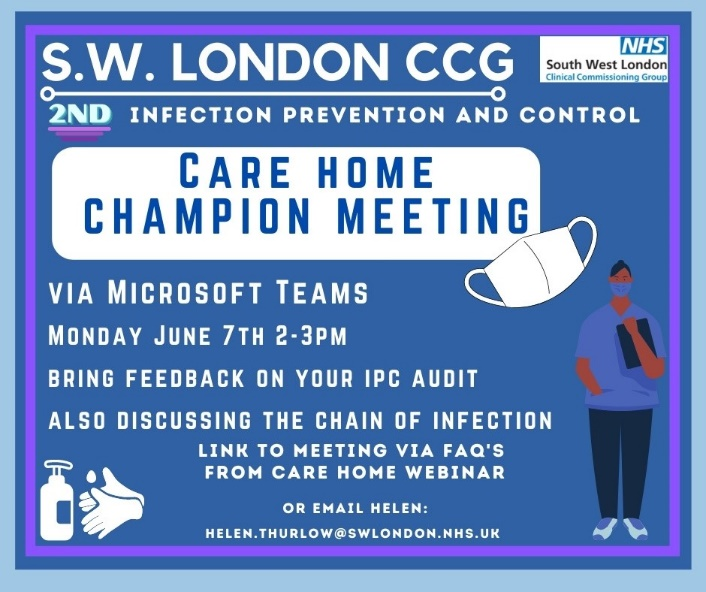 S.W. LONDON CCG
NHS
South West London
Clinical Commissioning Group
2ND INFECTION PREVENTION AND CONTROL
CARE HOME
CHAMPION MEETING
VIA MICROSOFT TEAMS
MONDAY JUNE 7TH 2-3PM
BRING FEEDBACK ON YOUR IPC AUDIT
ALSO DISCUSSING THE CHAIN OF INFECTION
LINK TO MEETING VIA FAQ'S
FROM CARE HOME WEBINAR
OR EMAIL HELEN:
HELEN.THURLOW@SWLONDON.NHS.UK